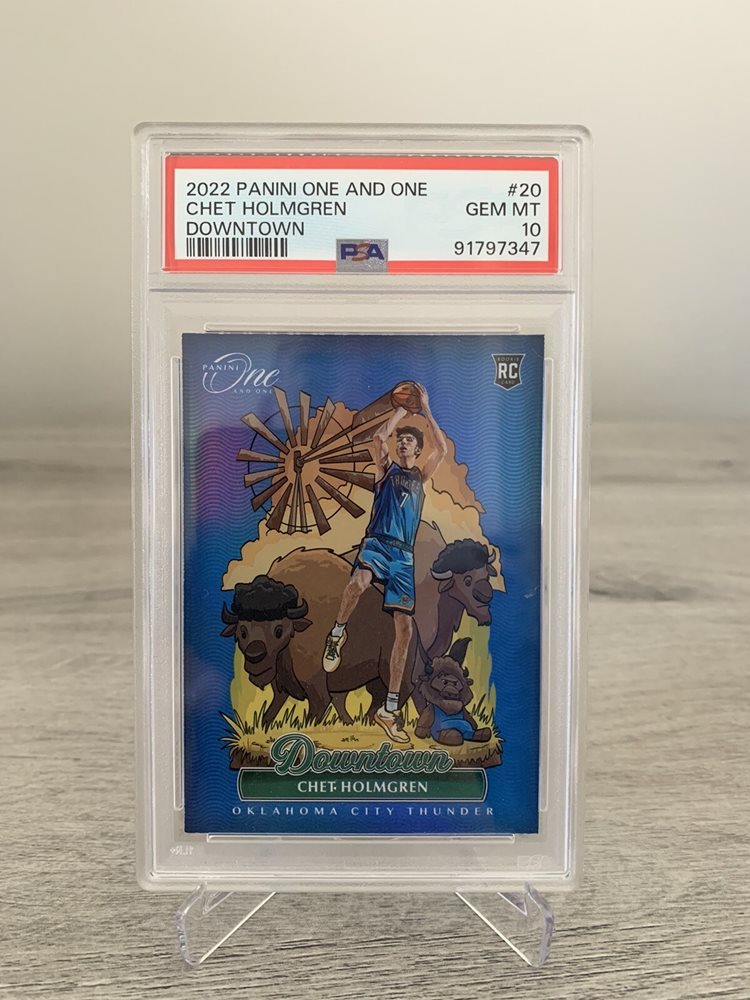 2022 PANINI ONE AND ONE #20
CHET HOLMGREN GEM MT
DOWNTOWN 10
PSA 91797347
PANINI One
AND ONE
ROOKIE
RC
CARD
THUNDER
7
Downtown
CHET HOLMGREN
OKLAHOMA CITY THUNDER